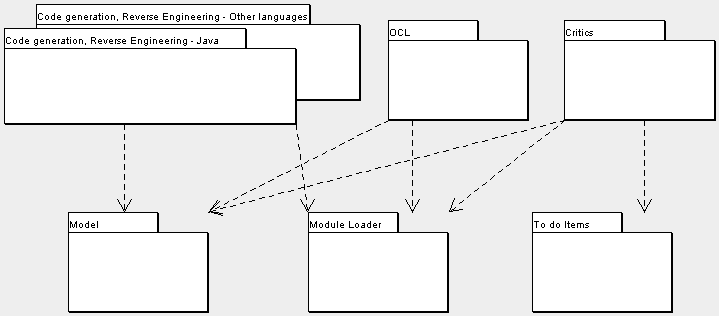 Code generation, Reverse Engineering - Other languages
Code generation, Reverse Engineering - Java
OCL
Critics
Model
Module Loader
To do Items